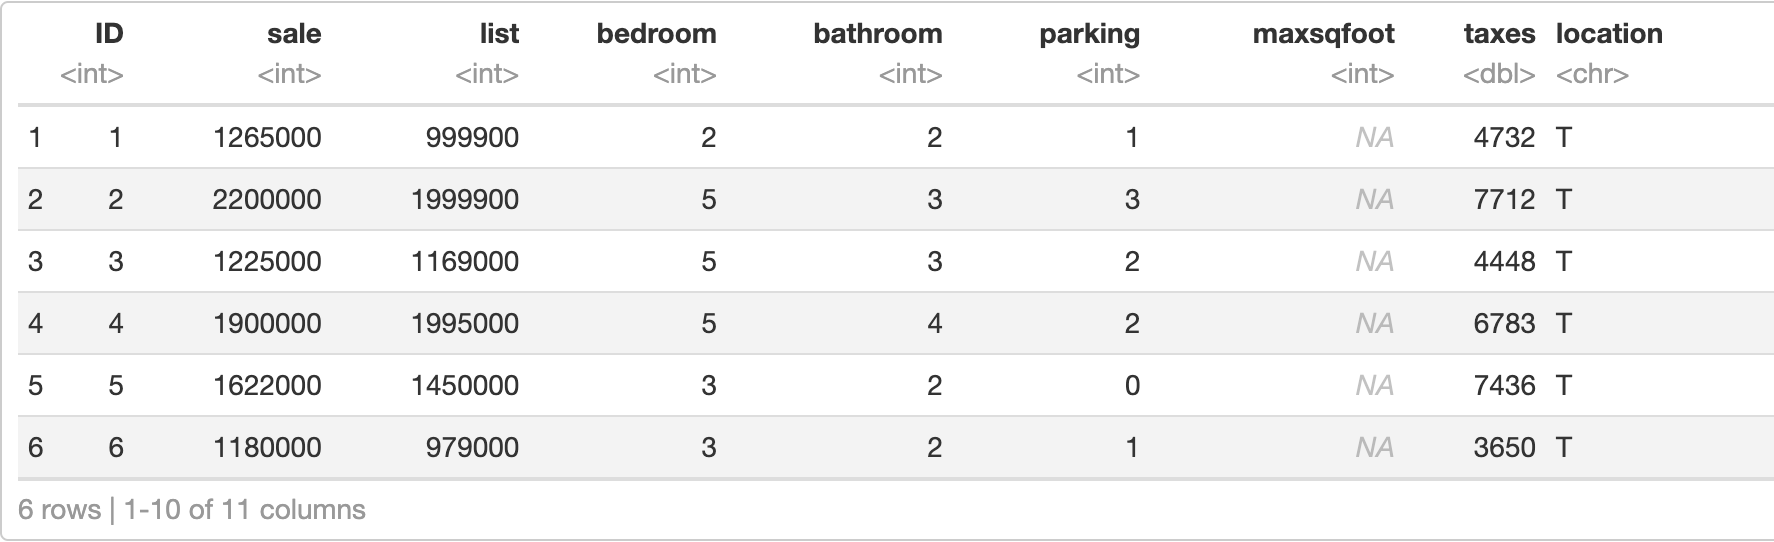 ID sale list bedroom bathroom parking maxsqfoot taxes location
<int> <int> <int> <int> <int> <int> <int> <dbl> <chr>
1 1 1265000 999900 2 2 1 NA 4732 T
2 2 2200000 1999900 5 3 3 NA 7712 T
3 3 1225000 1169000 5 3 2 NA 4448 T
4 4 1900000 1995000 5 4 2 NA 6783 T
5 5 1622000 1450000 3 2 0 NA 7436 T
6 6 1180000 979000 3 2 1 NA 3650 T
6 rows | 1-10 of 11 columns